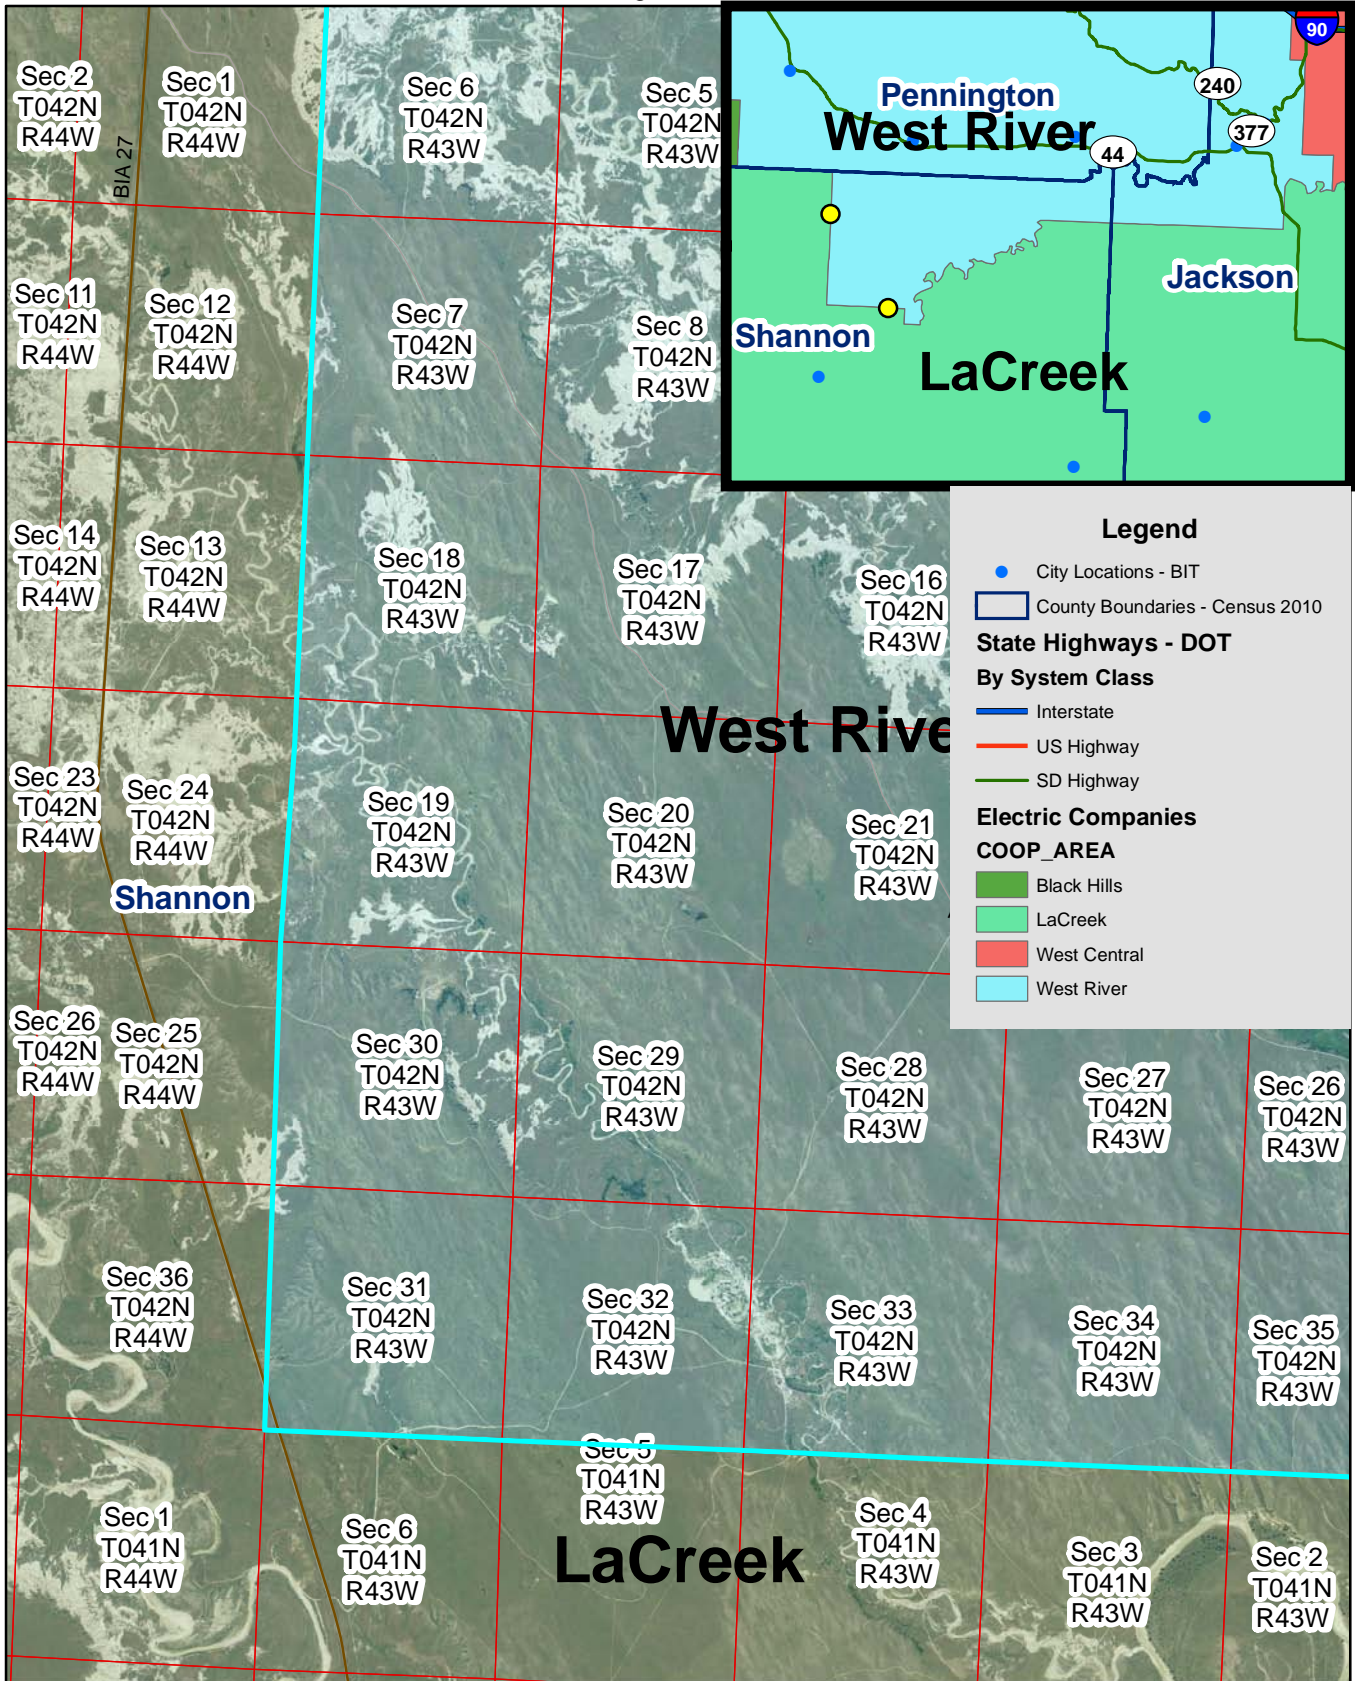 Sec 2
T042N
R44W
Sec 1
T042N
R44W
Sec 6
T042N
R43W
Sec 5
T042N
R43W
BIA 27
Sec 11
T042N
R44W
Sec 12
T042N
R44W
Sec 7
T042N
R43W
Sec 8
T042N
R43W
Sec 14
T042N
R44W
Sec 13
T042N
R44W
Sec 18
T042N
R43W
Sec 17
T042N
R43W
Sec 16
T042N
R43W
West Rive
Sec 23
T042N
R44W
Sec 24
T042N
R44W
Sec 19
T042N
R43W
Sec 20
T042N
R43W
Sec 21
T042N
R43W
Shannon
Sec 26
T042N
R44W
Sec 25
T042N
R44W
Sec 30
T042N
R43W
Sec 29
T042N
R43W
Sec 28
T042N
R43W
Sec 27
T042N
R43W
Sec 26
T042N
R43W
Sec 36
T042N
R44W
Sec 31
T042N
R43W
Sec 32
T042N
R43W
Sec 33
T042N
R43W
Sec 34
T042N
R43W
Sec 35
T042N
R43W
Sec 1
T041N
R44W
Sec 6
T041N
R43W
Sec 5
T041N
R43W
Sec 4
T041N
R43W
Sec 3
T041N
R43W
Sec 2
T041N
R43W
LaCreek
90
240
Pennington
West River
377
44
Jackson
Shannon
LaCreek
Legend
City Locations - BIT
County Boundaries - Census 2010
State Highways - DOT
By System Class
Interstate
US Highway
SD Highway
Electric Companies
COOP_AREA
Black Hills
LaCreek
West Central
West River